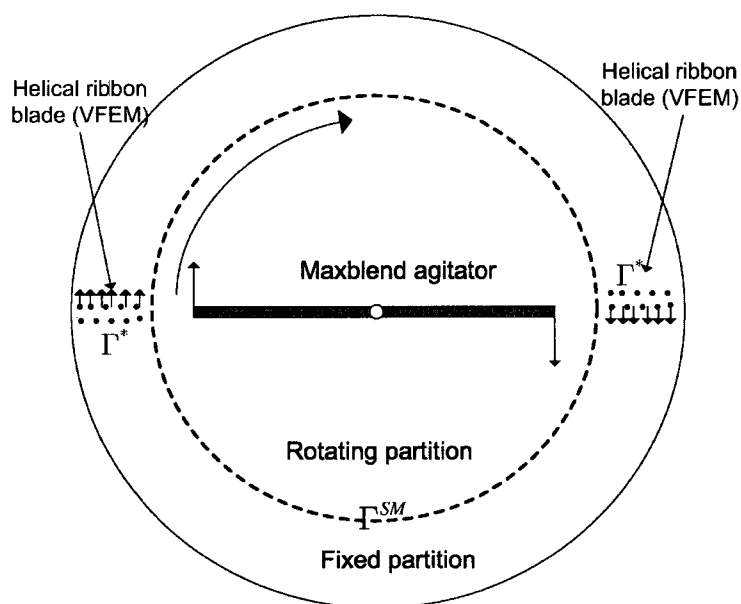 Helical ribbon
blade (VFEM)
Helical ribbon
blade (VFEM)
Γ*
Maxblend agitator
Γ*
Rotating partition
Γ^SM
Fixed partition